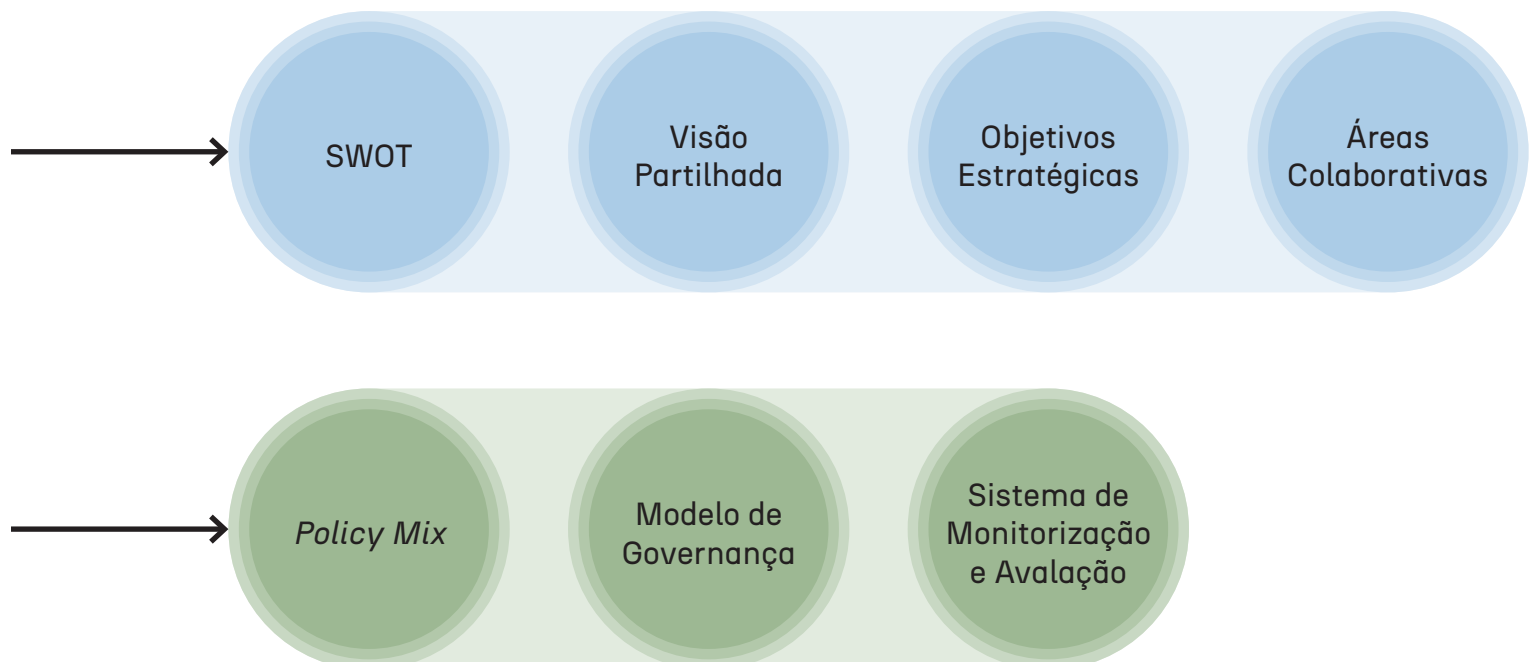 SWOT
Visão
Partilhada
Objetivos
Estratégicas
Áreas
Colaborativas
Policy Mix
Modelo de
Governança
Sistema de
Monitorização
e Avalação